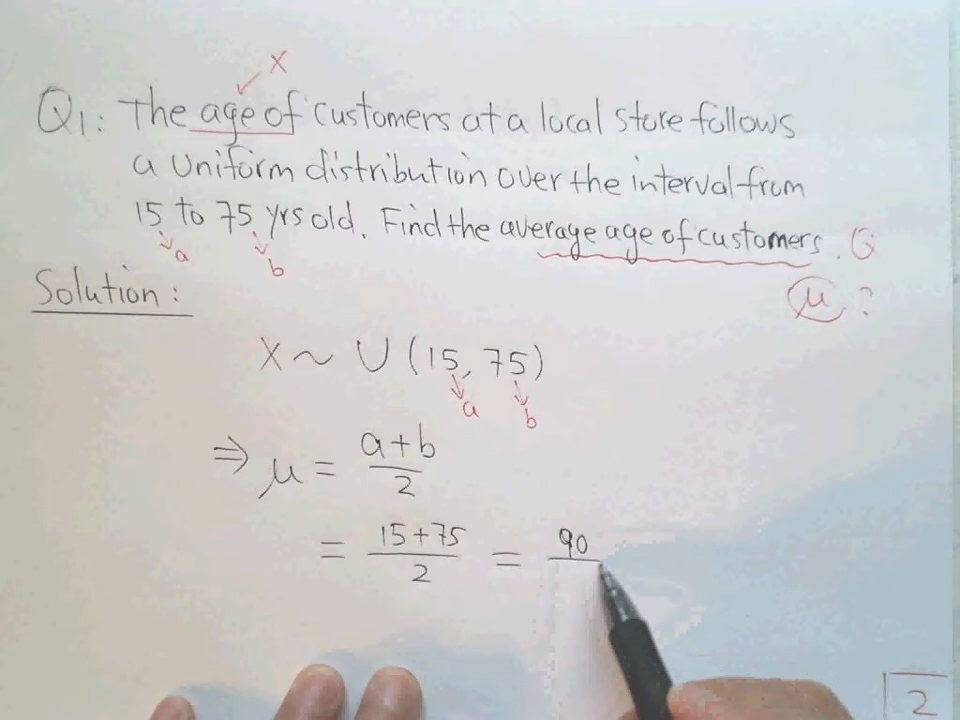 X
Q1: The age of customers at a local store follows
a uniform distribution over the interval from
15 to 75 yrs old. Find the average age of customers. Q
a b
μ ?
Solution:
X ~ U (15, 75)
a b
⇒ μ = a+b / 2
= 15+75 / 2 = 90
2